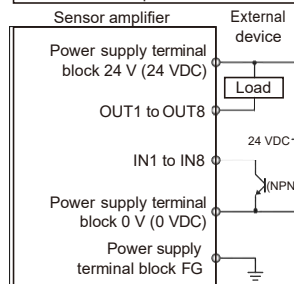 Sensor amplifier
External
device
Power supply terminal
block 24 V (24 VDC)
Load
OUT1 to OUT8
24 VDC
IN1 to IN8
(NPN
Power supply terminal
block 0 V (0 VDC)
Power supply
terminal block FG